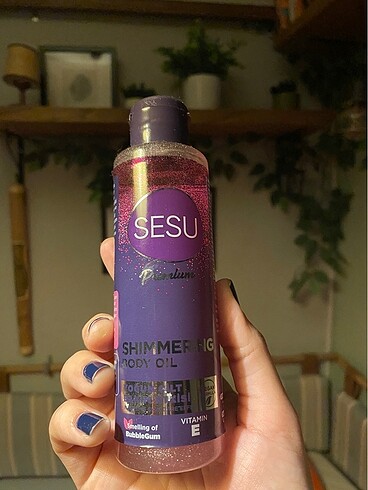 SESU
Premium
SHIMMERING
BODY OIL
Smelling of
BubbleGum
VITAMIN
E